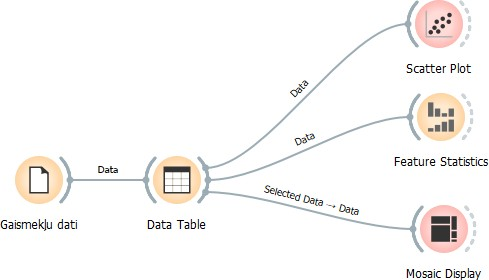 Scatter Plot
Data
Data
Feature Statistics
Data
Selected Data → Data
Gaismekļu dati
Data Table
Mosaic Display